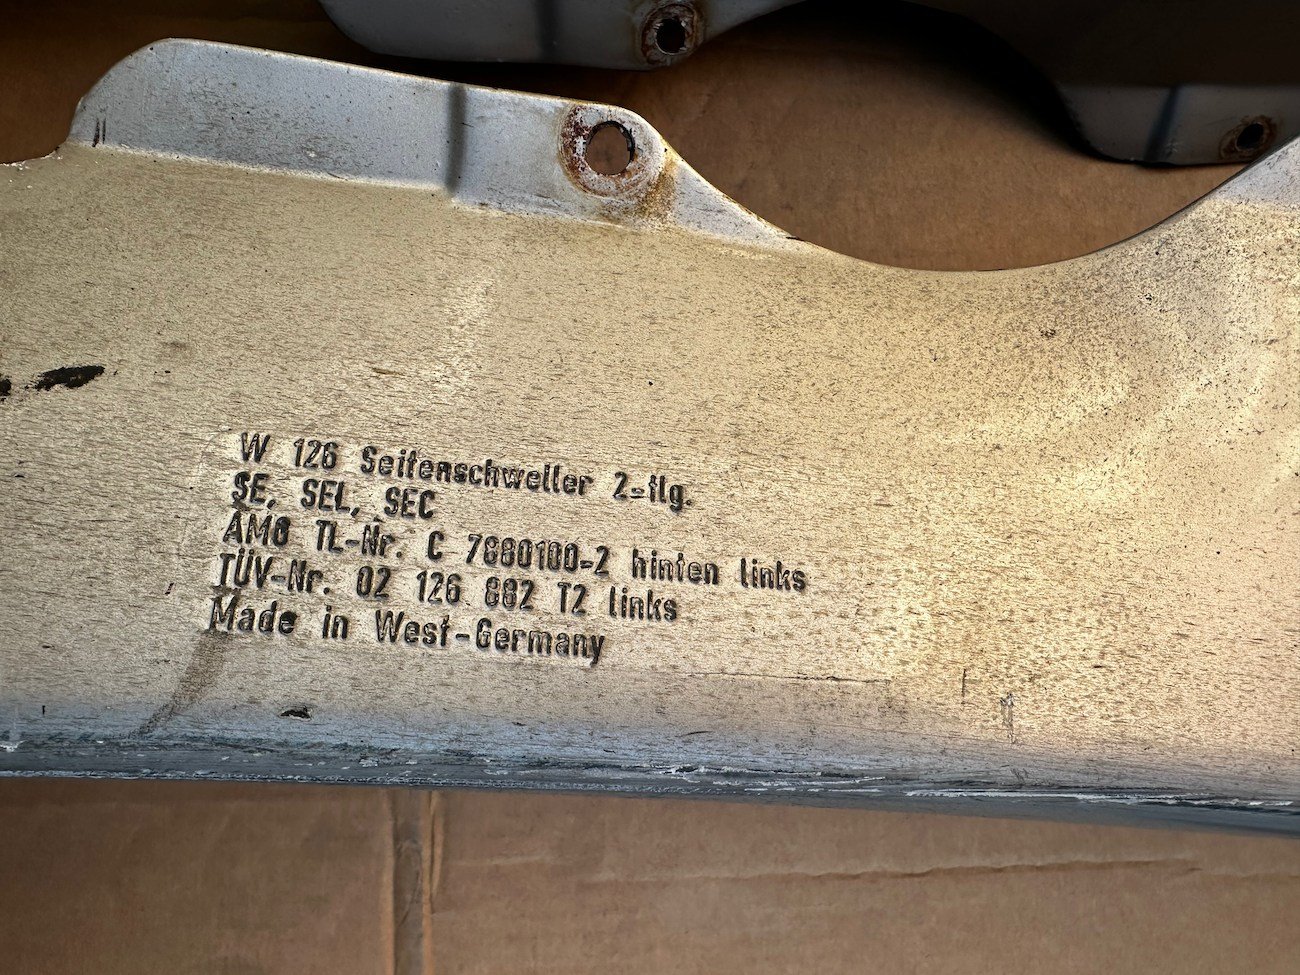 W 126 Seitenschweller 2-flg.
SE, SEL, SEC
AMG TL-Nr. C 7880100-2 hinten links
TÜV-Nr. 02 126 882 T2 links
Made in West-Germany